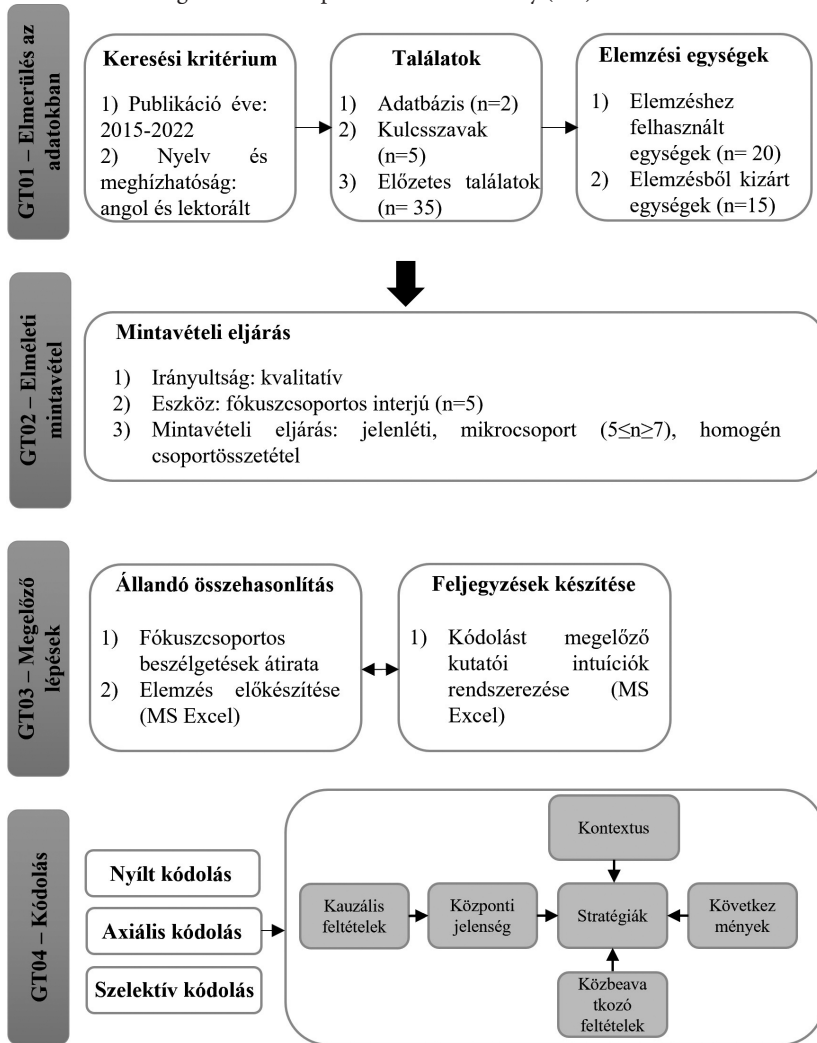 GT01 – Elmerülés az
adatokban
Keresési kritérium
1) Publikáció éve:
2015-2022
2) Nyelv és
meghízhatóság:
angol és lektorált
Találatok
1) Adatbázis (n=2)
2) Kulcsszavak
(n=5)
3) Előzetes találatok
(n= 35)
Elemzési egységek
1) Elemzéshez
felhasznált
egységek (n= 20)
2) Elemzésből kizárt
egységek (n=15)
GT02 – Elméleti
mintavétel
Mintavételi eljárás
1) Irányultság: kvalitatív
2) Eszköz: fókuszcsoportos interjú (n=5)
3) Mintavételi eljárás: jelenléti, mikrocsoport (5≤n≥7), homogén
csoportösszetétel
GT03 – Megelőző
lépések
Állandó összehasonlítás
1) Fókuszcsoportos
beszélgetések átirata
2) Elemzés előkészítése
(MS Excel)
Feljegyzések készítése
1) Kódolást megelőző
kutatói intuíciók
rendszerezése (MS
Excel)
GT04 – Kódolás
Nyílt kódolás
Axiális kódolás
Szelektív kódolás
Kontextus
Kauzális
feltételek
Központi
jelenség
Stratégiák
Következ
mények
Közbeava
tkozó
feltételek